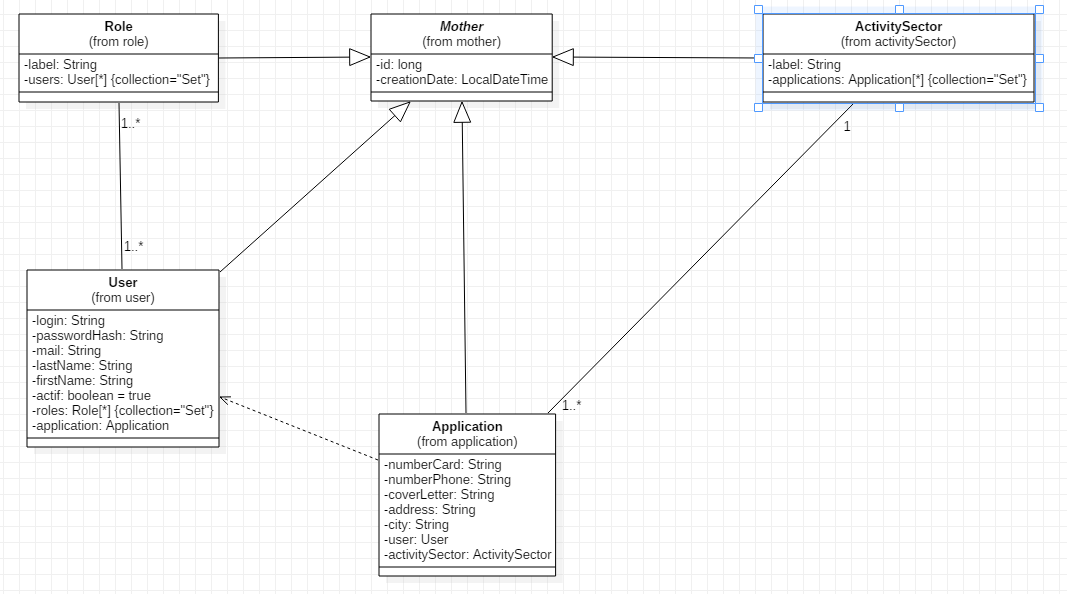 Role
(from role)
-label: String
-users: User[*] {collection="Set"}
Mother
(from mother)
-id: long
-creationDate: LocalDateTime
ActivitySector
(from activitySector)
-label: String
-applications: Application[*] {collection="Set"}
1..*
1
1..*
User
(from user)
-login: String
-passwordHash: String
-mail: String
-lastName: String
-firstName: String
-actif: boolean = true
-roles: Role[*] {collection="Set"}
-application: Application
1..*
Application
(from application)
-numberCard: String
-numberPhone: String
-coverLetter: String
-address: String
-city: String
-user: User
-activitySector: ActivitySector